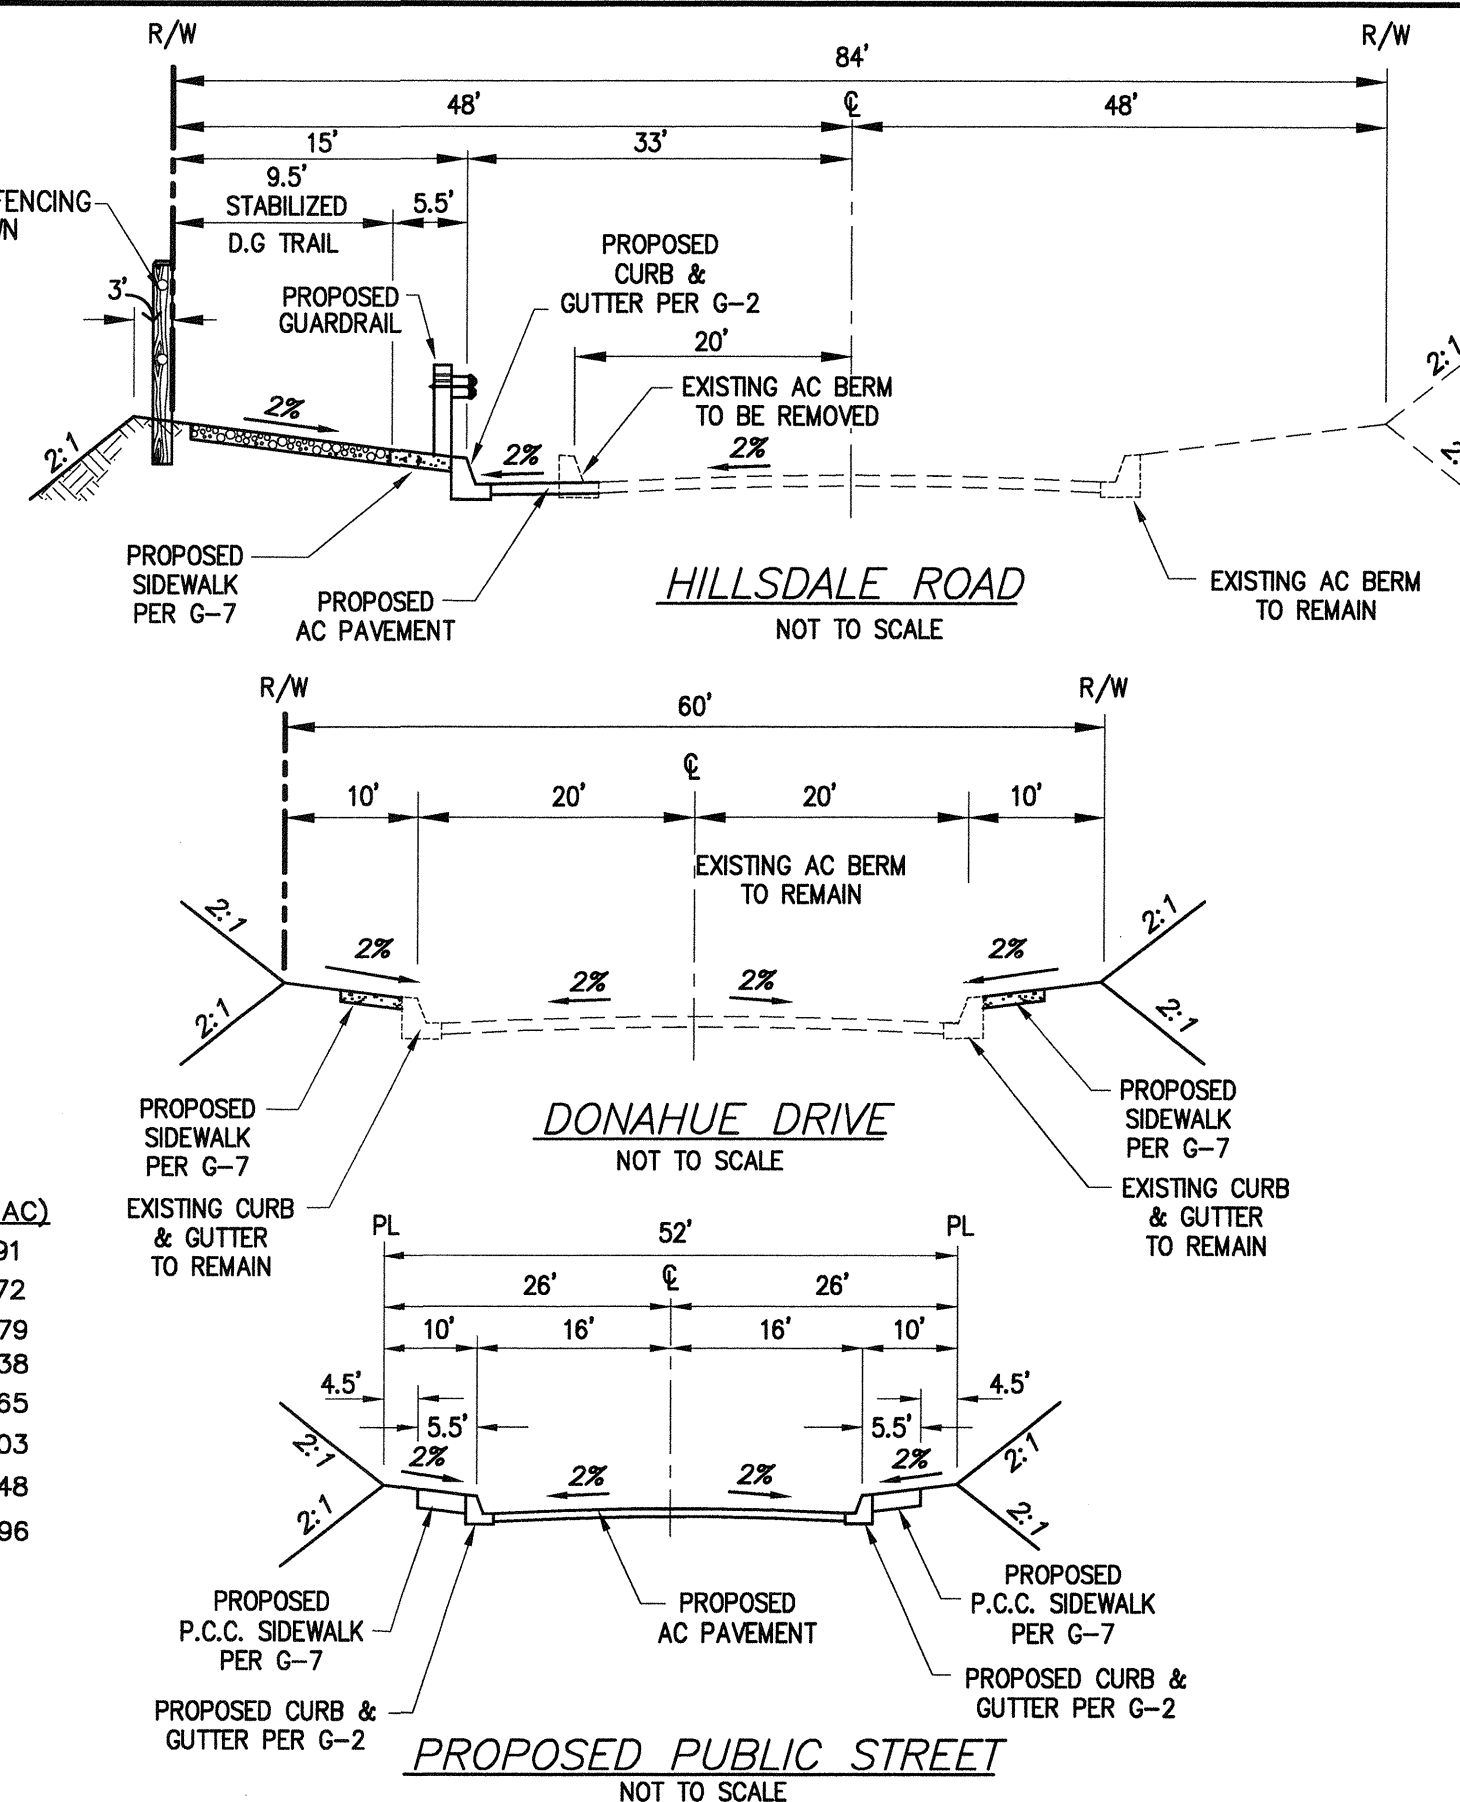 R/W
R/W
84'
48'
℄
48'
15'
33'
9.5'
STABILIZED
D.G TRAIL
5.5'
FENCING
3'
PROPOSED
GUARDRAIL
PROPOSED
CURB &
GUTTER PER G-2
20'
EXISTING AC BERM
TO BE REMOVED
2:1
2%
2%
2%
2:1
PROPOSED
SIDEWALK
PER G-7
PROPOSED
AC PAVEMENT
HILLSDALE ROAD
NOT TO SCALE
EXISTING AC BERM
TO REMAIN
R/W
R/W
60'
℄
10'
20'
20'
10'
EXISTING AC BERM
TO REMAIN
2:1
2%
2%
2%
2%
2:1
2:1
2:1
PROPOSED
SIDEWALK
PER G-7
DONAHUE DRIVE
NOT TO SCALE
PROPOSED
SIDEWALK
PER G-7
EXISTING CURB
& GUTTER
TO REMAIN
EXISTING CURB
& GUTTER
TO REMAIN
AC)
91
72
79
38
65
03
48
96
PL
PL
52'
℄
26'
26'
10'
16'
16'
10'
4.5'
4.5'
5.5'
5.5'
2:1
2%
2%
2%
2%
2:1
2:1
2:1
PROPOSED
P.C.C. SIDEWALK
PER G-7
PROPOSED
AC PAVEMENT
PROPOSED
P.C.C. SIDEWALK
PER G-7
PROPOSED CURB &
GUTTER PER G-2
PROPOSED CURB &
GUTTER PER G-2
PROPOSED PUBLIC STREET
NOT TO SCALE